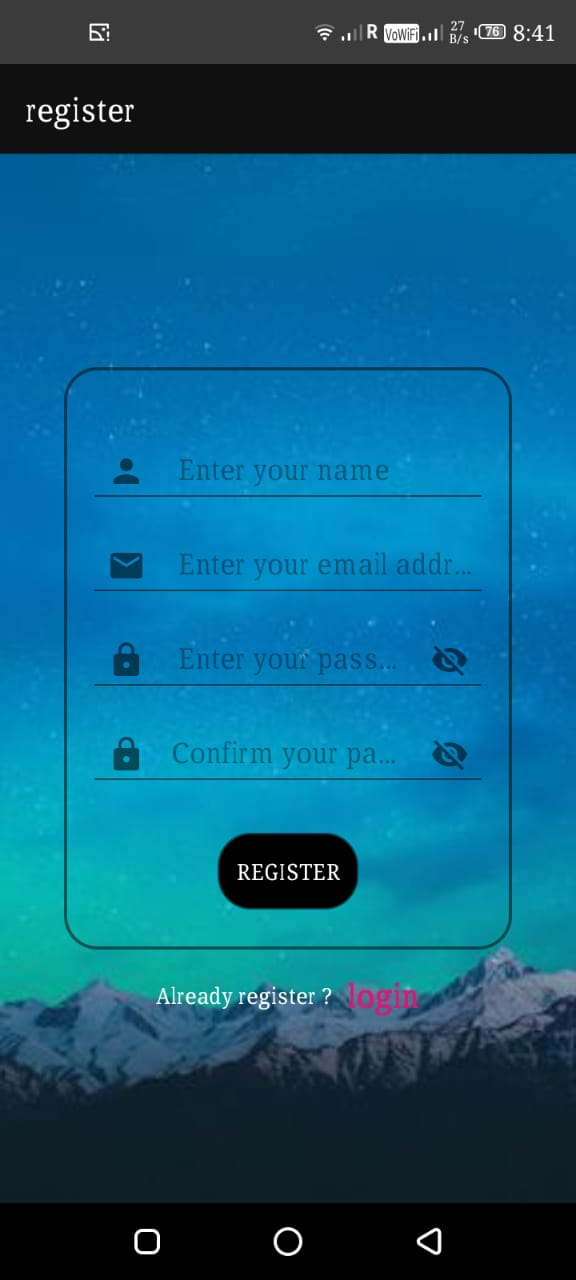 R VoWiFi 27 B/s 76 8:41
register
Enter your name
Enter your email addr...
Enter your pass...
Confirm your pa...
REGISTER
Already register ? login